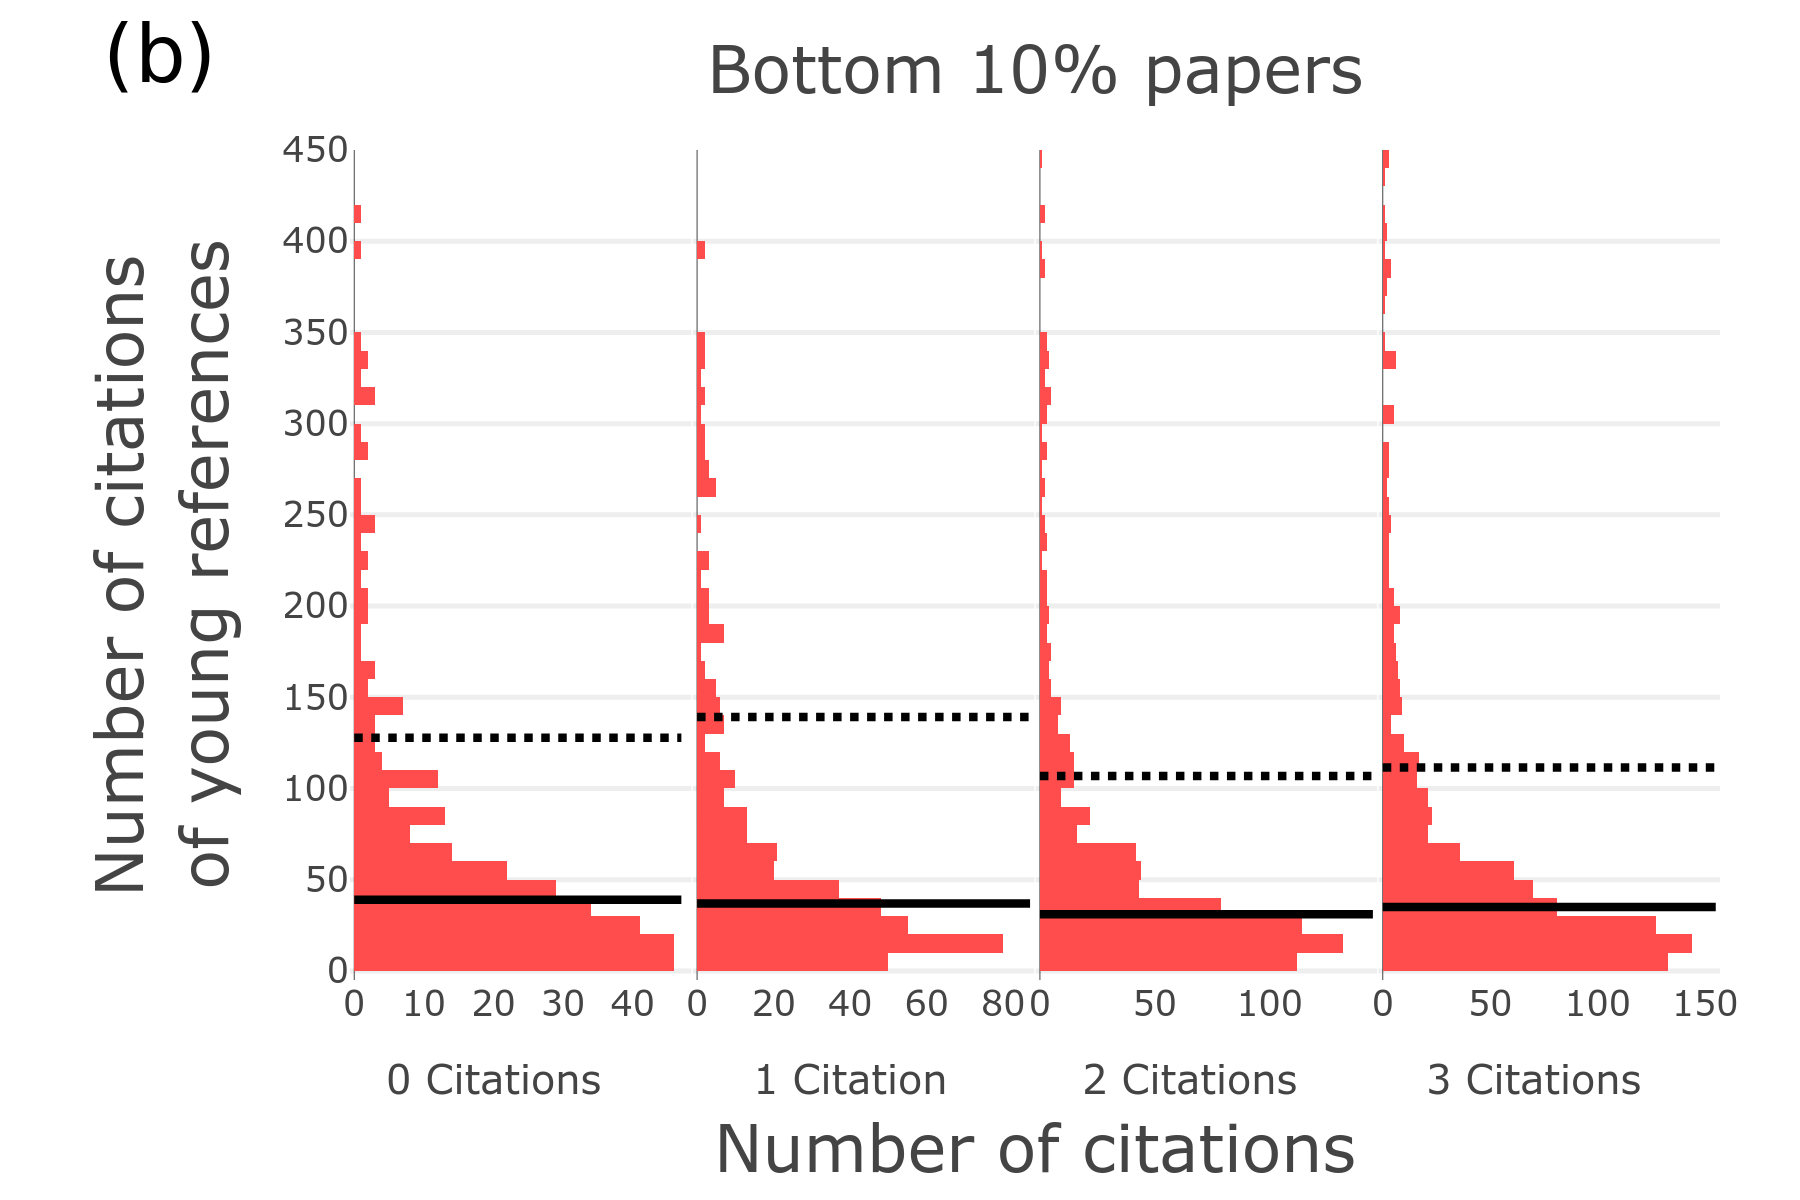 (b)
Bottom 10% papers
Number of citations
of young references
450
400
350
300
250
200
150
100
50
0
0 10 20 30 40
0 20 40 60 80
0 50 100
0 50 100 150
0 Citations
1 Citation
2 Citations
3 Citations
Number of citations